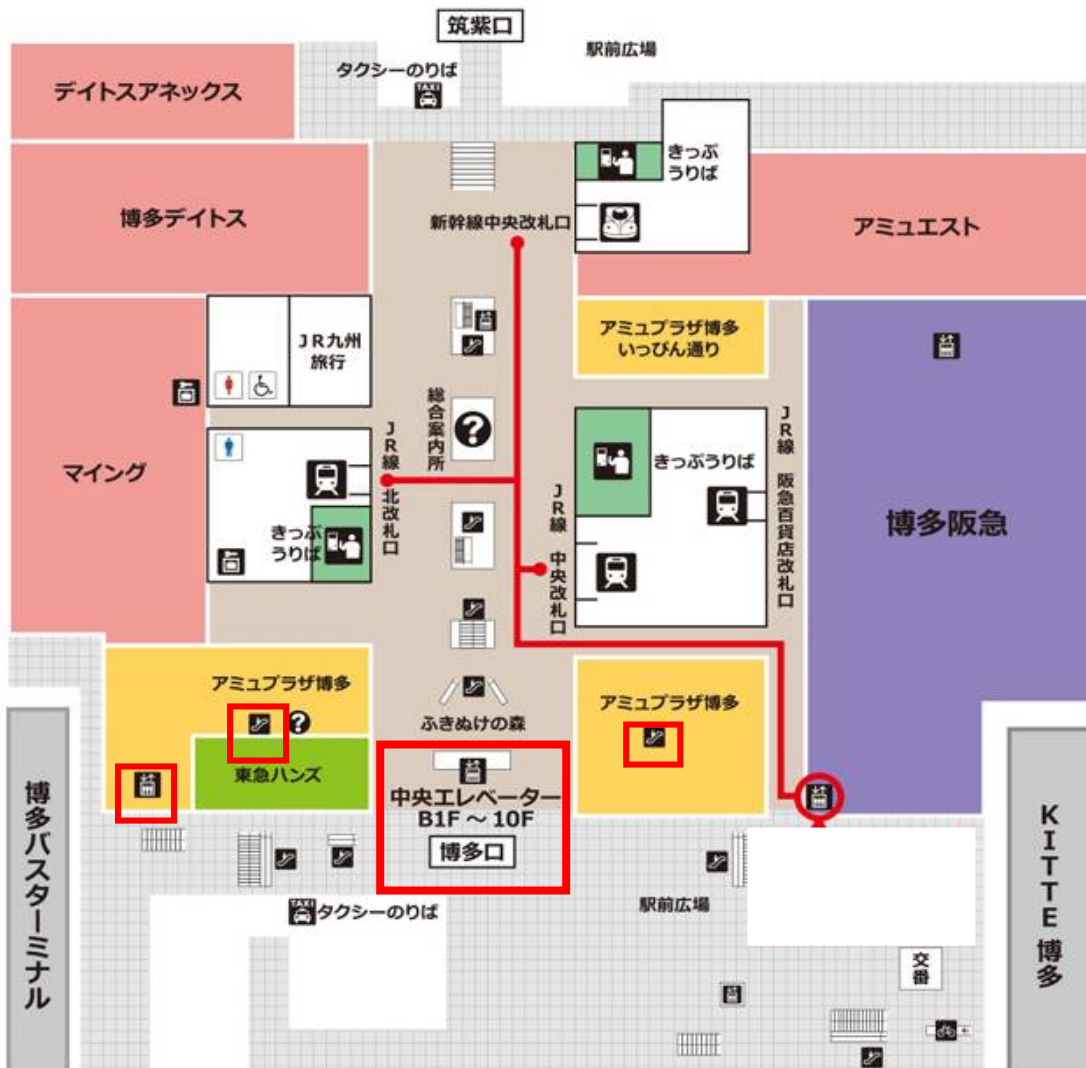 筑紫口
駅前広場
タクシーのりば
TAXI
デイトスアネックス
きっぷ
うりば
博多デイトス
新幹線中央改札口
アミュエスト
JR九州
旅行
アミュプラザ博多
いっぴん通り
総合案内所
?
JR線 北改札口
きっぷうりば
JR線 阪急百貨店改札口
マイング
博多阪急
きっぷ
うりば
JR線 中央改札口
アミュプラザ博多
?
アミュプラザ博多
ふきぬけの森
東急ハンズ
中央エレベーター
B1F ~ 10F
博多口
博多バスターミナル
KITTE 博多
TAXI
タクシーのりば
駅前広場
交番